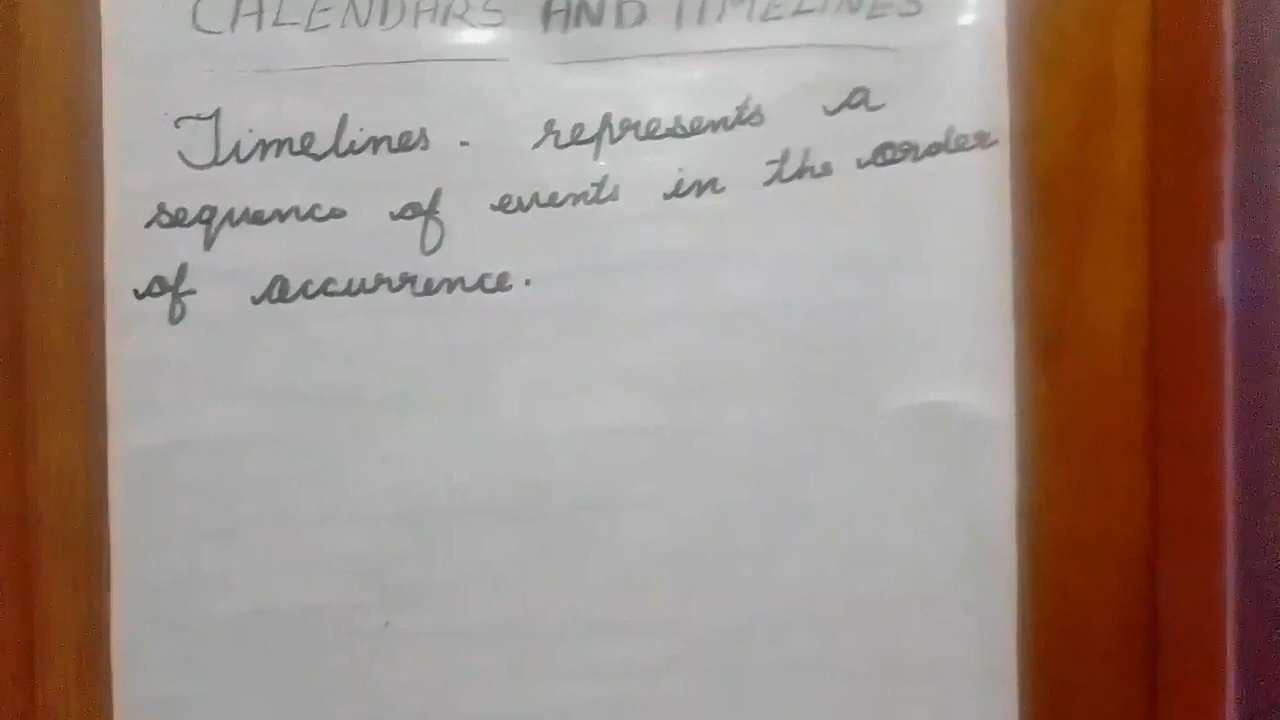 CALENDARS AND TIMELINES
Timelines. represents a
sequence of events in the order
of occurrence.